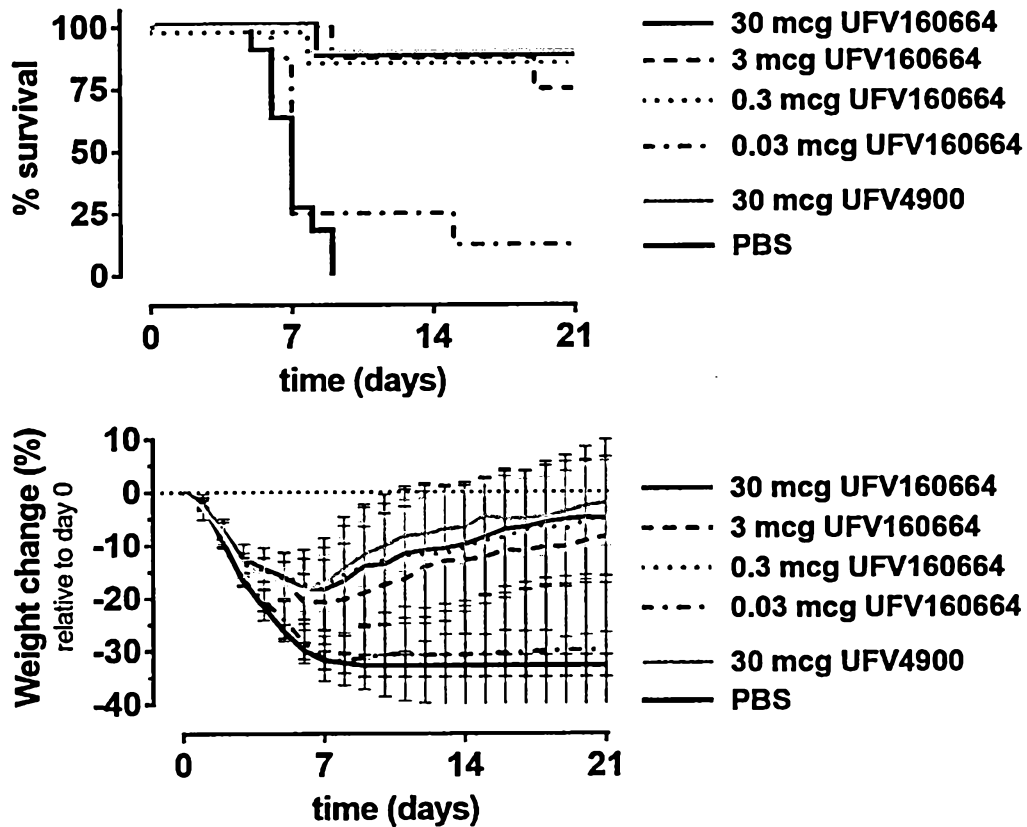 100
75
50
25
0
% survival
0 7 14 21
time (days)
30 mcg UFV160664
3 mcg UFV160664
0.3 mcg UFV160664
0.03 mcg UFV160664
30 mcg UFV4900
PBS
10
0
-10
-20
-30
-40
Weight change (%)
relative to day 0
0 7 14 21
time (days)
30 mcg UFV160664
3 mcg UFV160664
0.3 mcg UFV160664
0.03 mcg UFV160664
30 mcg UFV4900
PBS